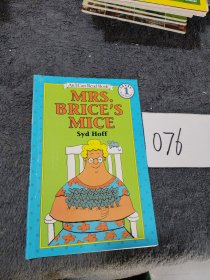 An I Can Read Book
1
MRS.
BRICE'S
MICE
Syd Hoff
076